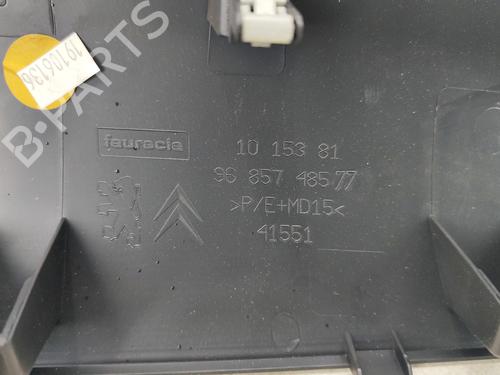 19106136
B-PARTS
faurecia
10 153 81
96 857 485 77
>P/E+MD15<
41551